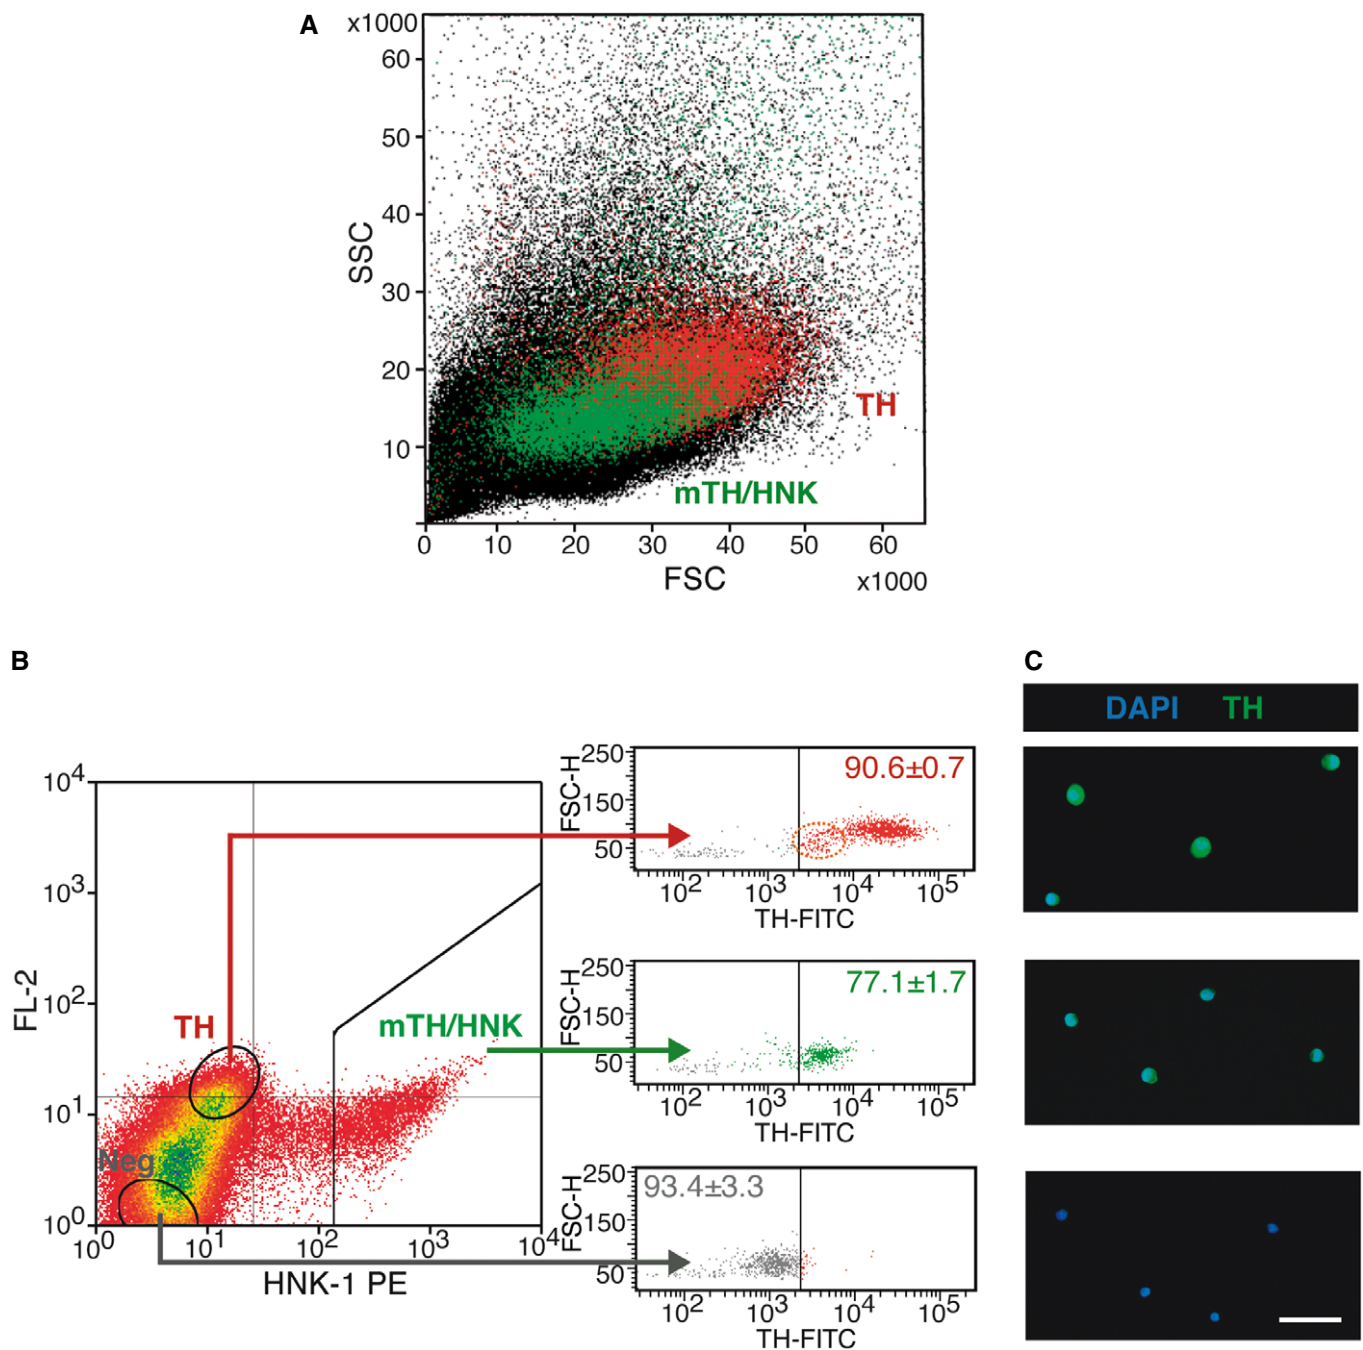 A
x1000
60
50
40
30
20
10
SSC
TH
mTH/HNK
0 10 20 30 40 50 60
FSC
x1000
B
C
DAPI TH
10⁴
10³
10²
10¹
10⁰
FL-2
TH
mTH/HNK
Neg
10⁰ 10¹ 10² 10³ 10⁴
HNK-1 PE
250
150
50
FSC-H
90.6±0.7
10² 10³ 10⁴ 10⁵
TH-FITC
250
150
50
FSC-H
77.1±1.7
10² 10³ 10⁴ 10⁵
TH-FITC
250
150
50
FSC-H
93.4±3.3
10² 10³ 10⁴ 10⁵
TH-FITC